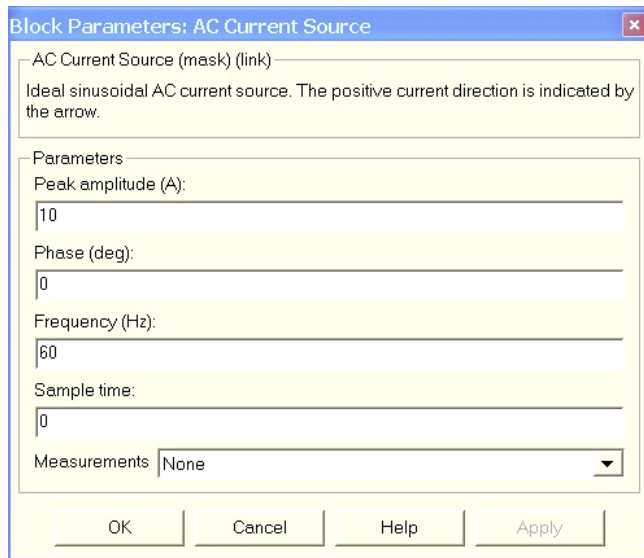 Block Parameters: AC Current Source
AC Current Source (mask) (link)
Ideal sinusoidal AC current source. The positive current direction is indicated by
the arrow.
Parameters
Peak amplitude (A):
10
Phase (deg):
0
Frequency (Hz):
60
Sample time:
0
Measurements None
OK Cancel Help Apply